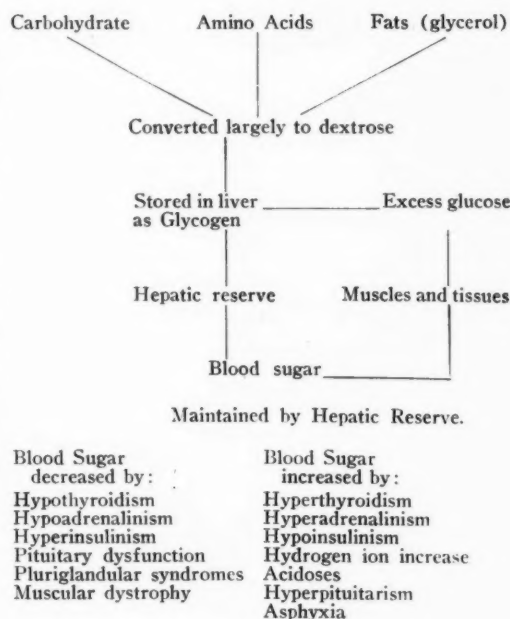 Carbohydrate Amino Acids Fats (glycerol)
Converted largely to dextrose
Stored in liver Excess glucose
as Glycogen
Hepatic reserve Muscles and tissues
Blood sugar
Maintained by Hepatic Reserve.
Blood Sugar
decreased by:
Hypothyroidism
Hypoadrenalinism
Hyperinsulinism
Pituitary dysfunction
Pluriglandular syndromes
Muscular dystrophy
Blood Sugar
increased by:
Hyperthyroidism
Hyperadrenalinism
Hypoinsulinism
Hydrogen ion increase
Acidoses
Hyperpituitarism
Asphyxia